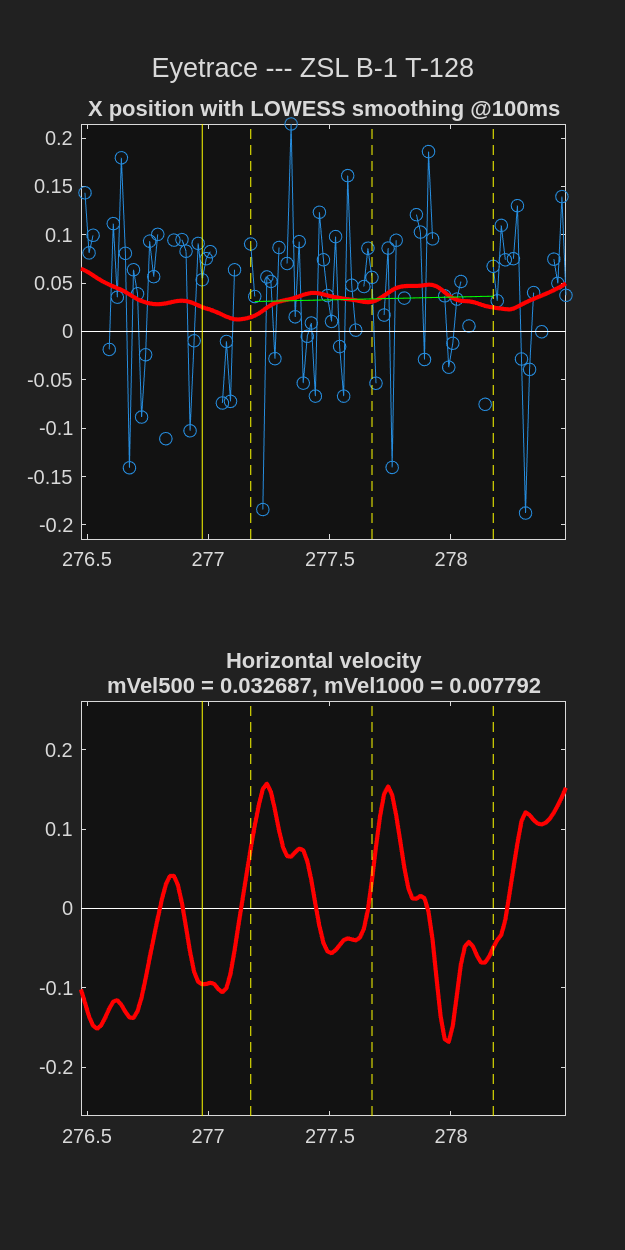 Eyetrace --- ZSL B-1 T-128
X position with LOWESS smoothing @100ms
0.2
0.15
0.1
0.05
0
-0.05
-0.1
-0.15
-0.2
276.5 277 277.5 278
Horizontal velocity
mVel500 = 0.032687, mVel1000 = 0.007792
0.2
0.1
0
-0.1
-0.2
276.5 277 277.5 278